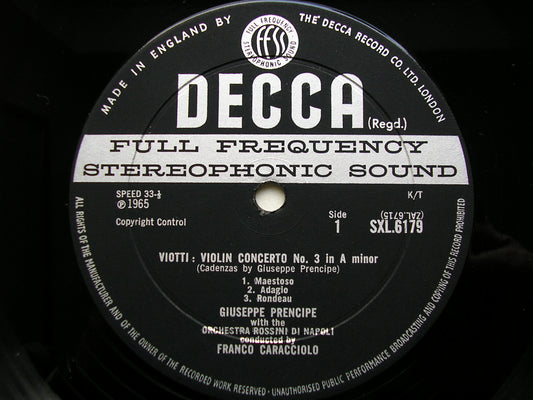 MADE IN ENGLAND BY
THE DECCA RECORD CO. LTD. LONDON
FULL FREQUENCY
ffss
STEREOPHONIC SOUND
DECCA (Regd.)
FULL FREQUENCY
STEREOPHONIC SOUND
SPEED 33-⅓
K/T
℗ 1965
Copyright Control
Side
1
(ZAL.6715)
SXL.6179
VIOTTI : VIOLIN CONCERTO No. 3 in A minor
(Cadenzas by Giuseppe Prencipe)
1. Maestoso
2. Adagio
3. Rondeau
GIUSEPPE PRENCIPE
with the
ORCHESTRA ROSSINI DI NAPOLI
conducted by
FRANCO CARACCIOLO
ALL RIGHTS OF THE MANUFACTURER AND OF THE OWNER OF THE RECORDED WORK RESERVED · UNAUTHORISED PUBLIC PERFORMANCE BROADCASTING AND COPYING OF THIS RECORD PROHIBITED